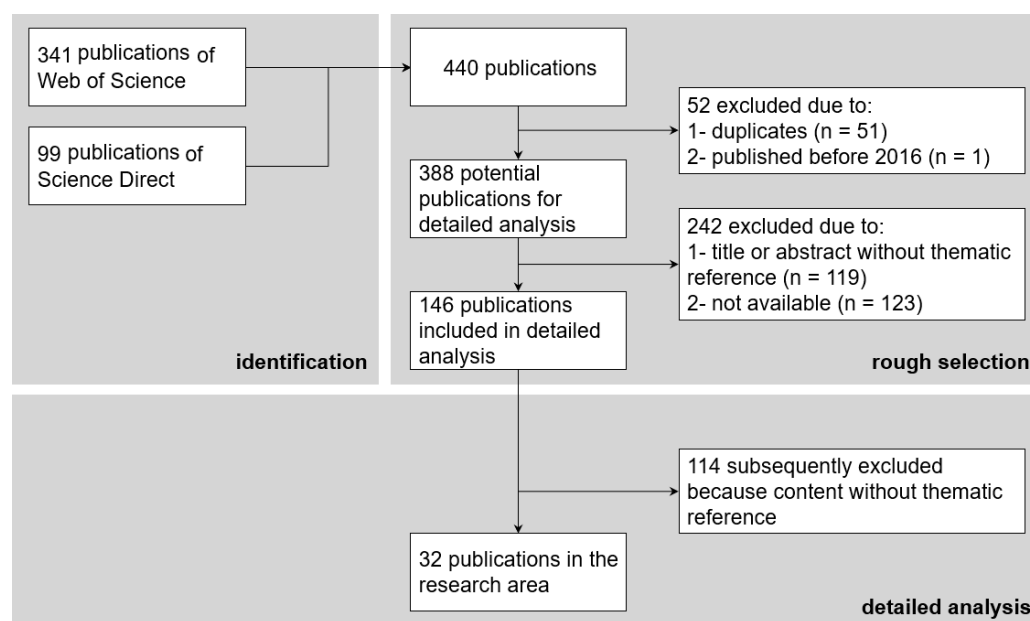 341 publications of
Web of Science
99 publications of
Science Direct
identification
440 publications
52 excluded due to:
1- duplicates (n = 51)
2- published before 2016 (n = 1)
388 potential
publications for
detailed analysis
242 excluded due to:
1- title or abstract without thematic
reference (n = 119)
2- not available (n = 123)
146 publications
included in detailed
analysis
rough selection
114 subsequently excluded
because content without thematic
reference
32 publications in the
research area
detailed analysis